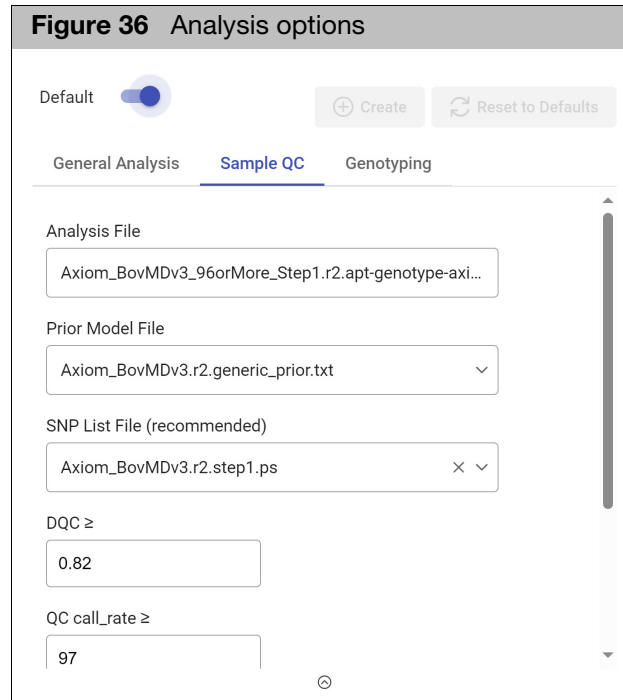 Figure 36 Analysis options
Default
Create
Reset to Defaults
General Analysis
Sample QC
Genotyping
Analysis File
Axiom_BovMDv3_96orMore_Step1.r2.apt-genotype-axi...
Prior Model File
Axiom_BovMDv3.r2.generic_prior.txt
SNP List File (recommended)
Axiom_BovMDv3.r2.step1.ps
DQC ≥
0.82
QC call_rate ≥
97